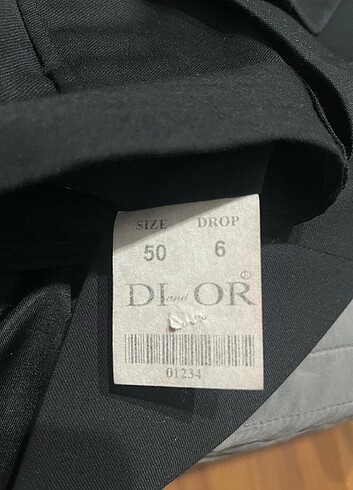 SIZE DROP
50 6
DI and OR®
01234